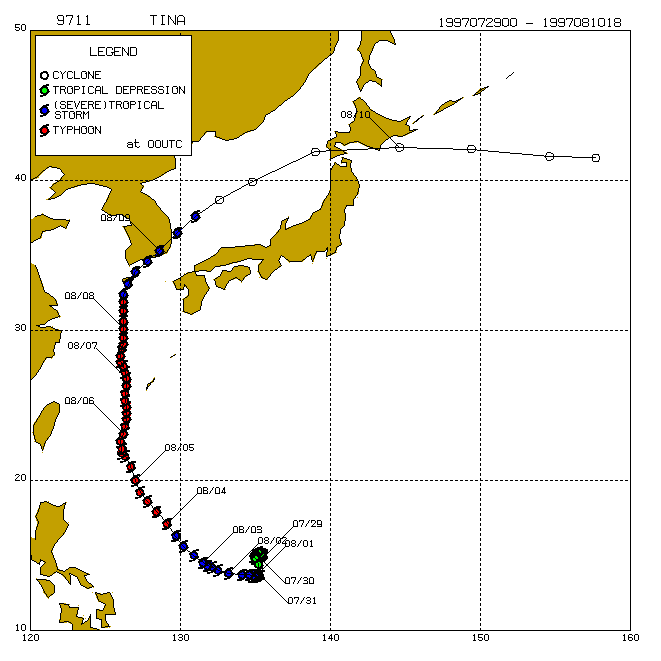 9711 TINA 1997072900 - 1997081018
50
LEGEND
CYCLONE
TROPICAL DEPRESSION
(SEVERE)TROPICAL
STORM
TYPHOON
at 00UTC
08/10
40
08/09
08/08
30
08/07
08/06
08/05
20
08/04
08/03
07/29
08/02
08/01
07/30
07/31
10
120 130 140 150 160